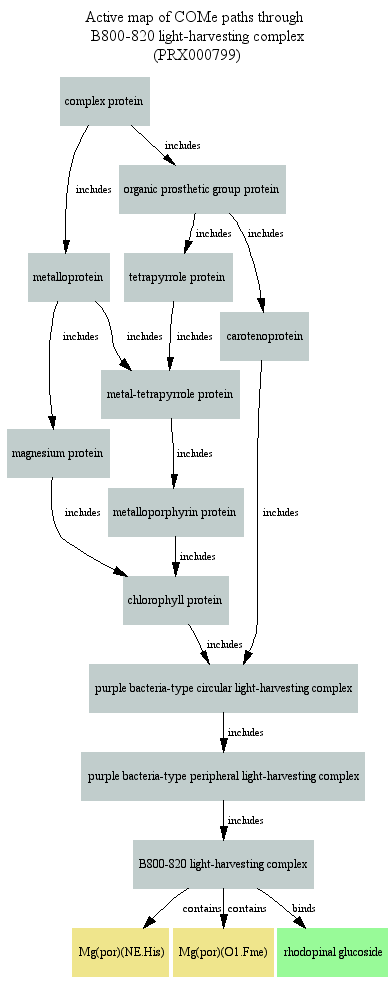 Active map of COMe paths through
B800-820 light-harvesting complex
(PRX000799)
complex protein
includes
includes
organic prosthetic group protein
includes
includes
metalloprotein
tetrapyrrole protein
carotenoprotein
includes
includes
includes
metal-tetrapyrrole protein
magnesium protein
includes
metalloporphyrin protein
includes
includes
includes
chlorophyll protein
includes
purple bacteria-type circular light-harvesting complex
includes
purple bacteria-type peripheral light-harvesting complex
includes
B800-820 light-harvesting complex
contains
contains
binds
Mg(por)(NE.His)
Mg(por)(O1.Fme)
rhodopinal glucoside